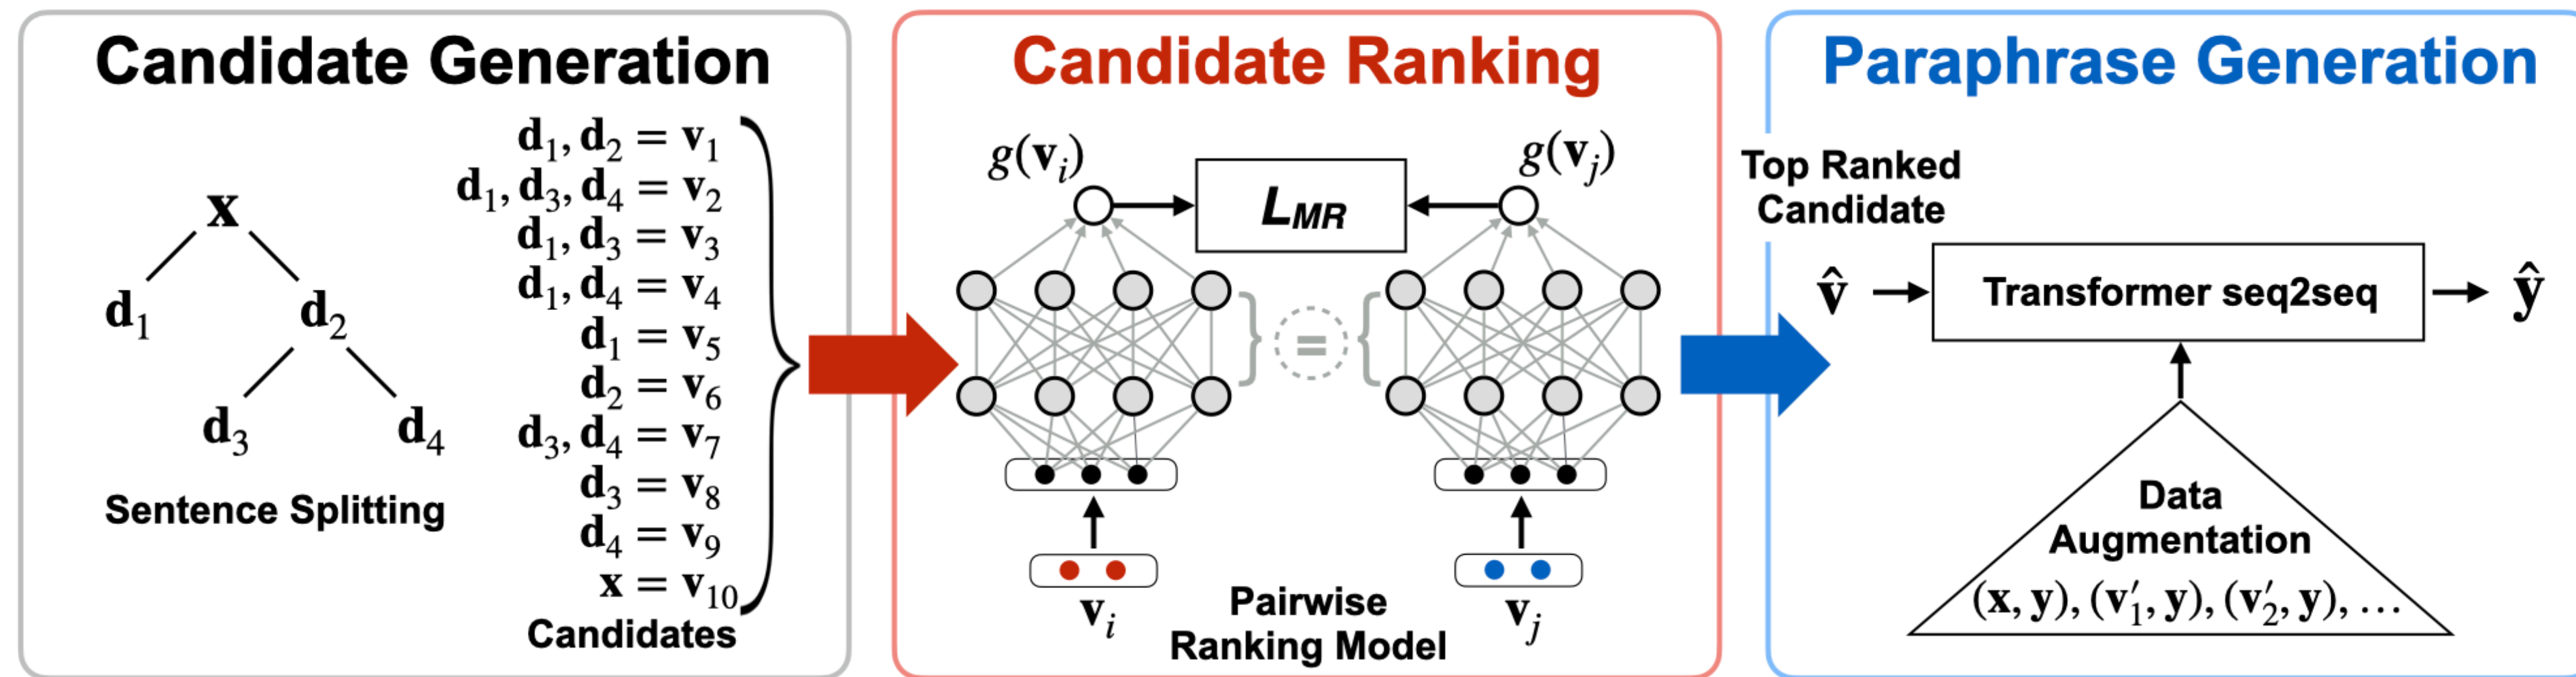 Candidate Generation
x
d1
d2
d3
d4
Sentence Splitting
d1, d2 = v1
d1, d3, d4 = v2
d1, d3 = v3
d1, d4 = v4
d1 = v5
d2 = v6
d3, d4 = v7
d3 = v8
d4 = v9
x = v10
Candidates
Candidate Ranking
g(vi)
LMR
g(vj)
=
vi
vj
Pairwise
Ranking Model
Paraphrase Generation
Top Ranked
Candidate
v̂
Transformer seq2seq
ŷ
Data
Augmentation
(x, y), (v′1, y), (v′2, y), …